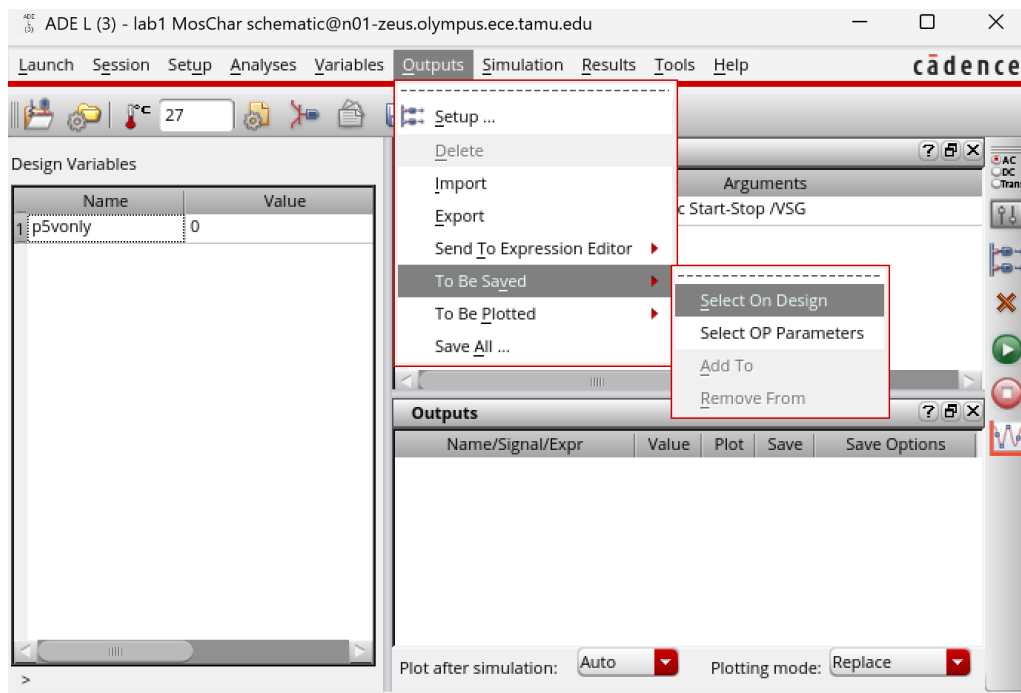 ADE L (3) - lab1 MosChar schematic@n01-zeus.olympus.ece.tamu.edu
Launch Session Setup Analyses Variables Outputs Simulation Results Tools Help cādence
°C 27
Setup ...
Delete
Import
Export
Send To Expression Editor
To Be Saved
To Be Plotted
Save All ...
Select On Design
Select OP Parameters
Add To
Remove From
Design Variables
Name Value
1 p5vonly 0
>
Arguments
c Start-Stop /VSG
AC
DC
Trans
Outputs
Name/Signal/Expr Value Plot Save Save Options
Plot after simulation: Auto Plotting mode: Replace